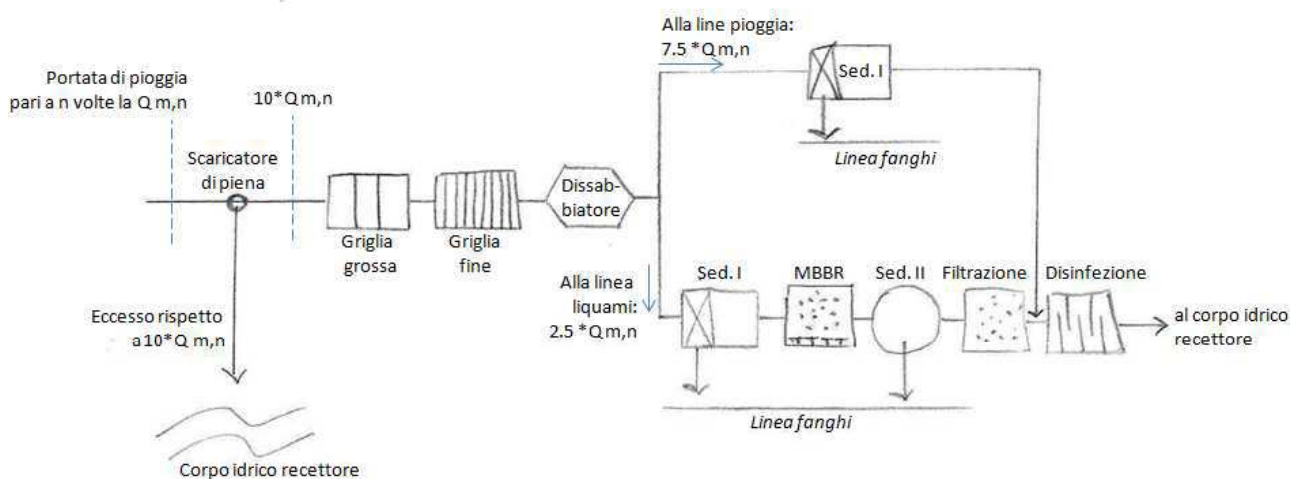 Portata di pioggia
pari a n volte la Q m,n
10*Q m,n
Scaricatore
di piena
Eccesso rispetto
a 10*Q m,n
Corpo idrico recettore
Griglia
grossa
Griglia
fine
Dissab-
biatore
Alla line pioggia:
7.5 *Q m,n
Sed. I
Linea fanghi
Alla linea
liquami:
2.5 *Q m,n
Sed. I
MBBR
Sed. II
Filtrazione
Disinfezione
al corpo idrico
recettore
Linea fanghi